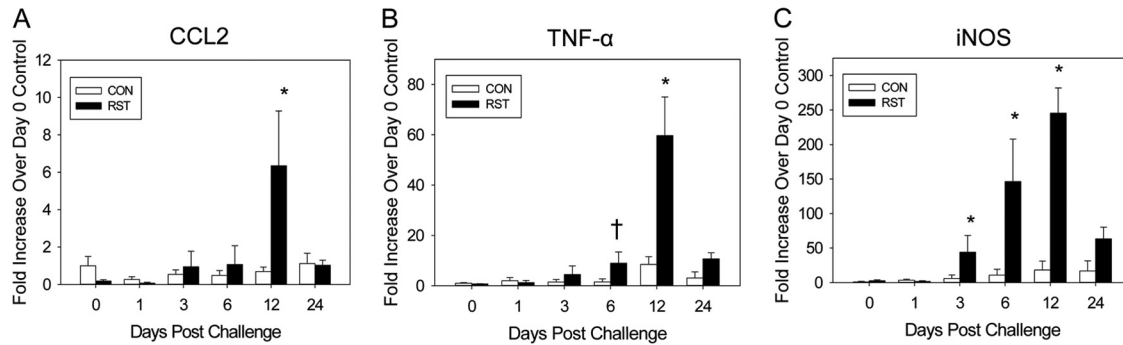 A
CCL2
Fold Increase Over Day 0 Control
12
10
8
6
4
2
0
CON
RST
*
0 1 3 6 12 24
Days Post Challenge
B
TNF-α
Fold Increase Over Day 0 Control
80
60
40
20
0
CON
RST
†
*
0 1 3 6 12 24
Days Post Challenge
C
iNOS
Fold Increase Over Day 0 Control
300
250
200
150
100
50
0
CON
RST
*
*
*
0 1 3 6 12 24
Days Post Challenge